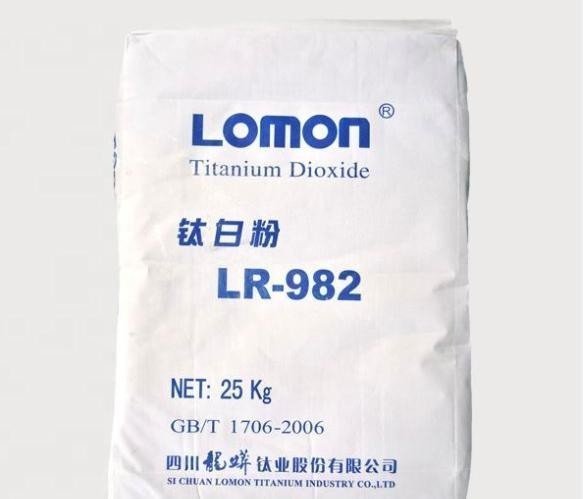 LOMON®
Titanium Dioxide
钛白粉
LR-982
NET: 25 Kg
GB/T 1706-2006
四川龙蟒钛业股份有限公司
SI CHUAN LOMON TITANIUM INDUSTRY CO.,LTD